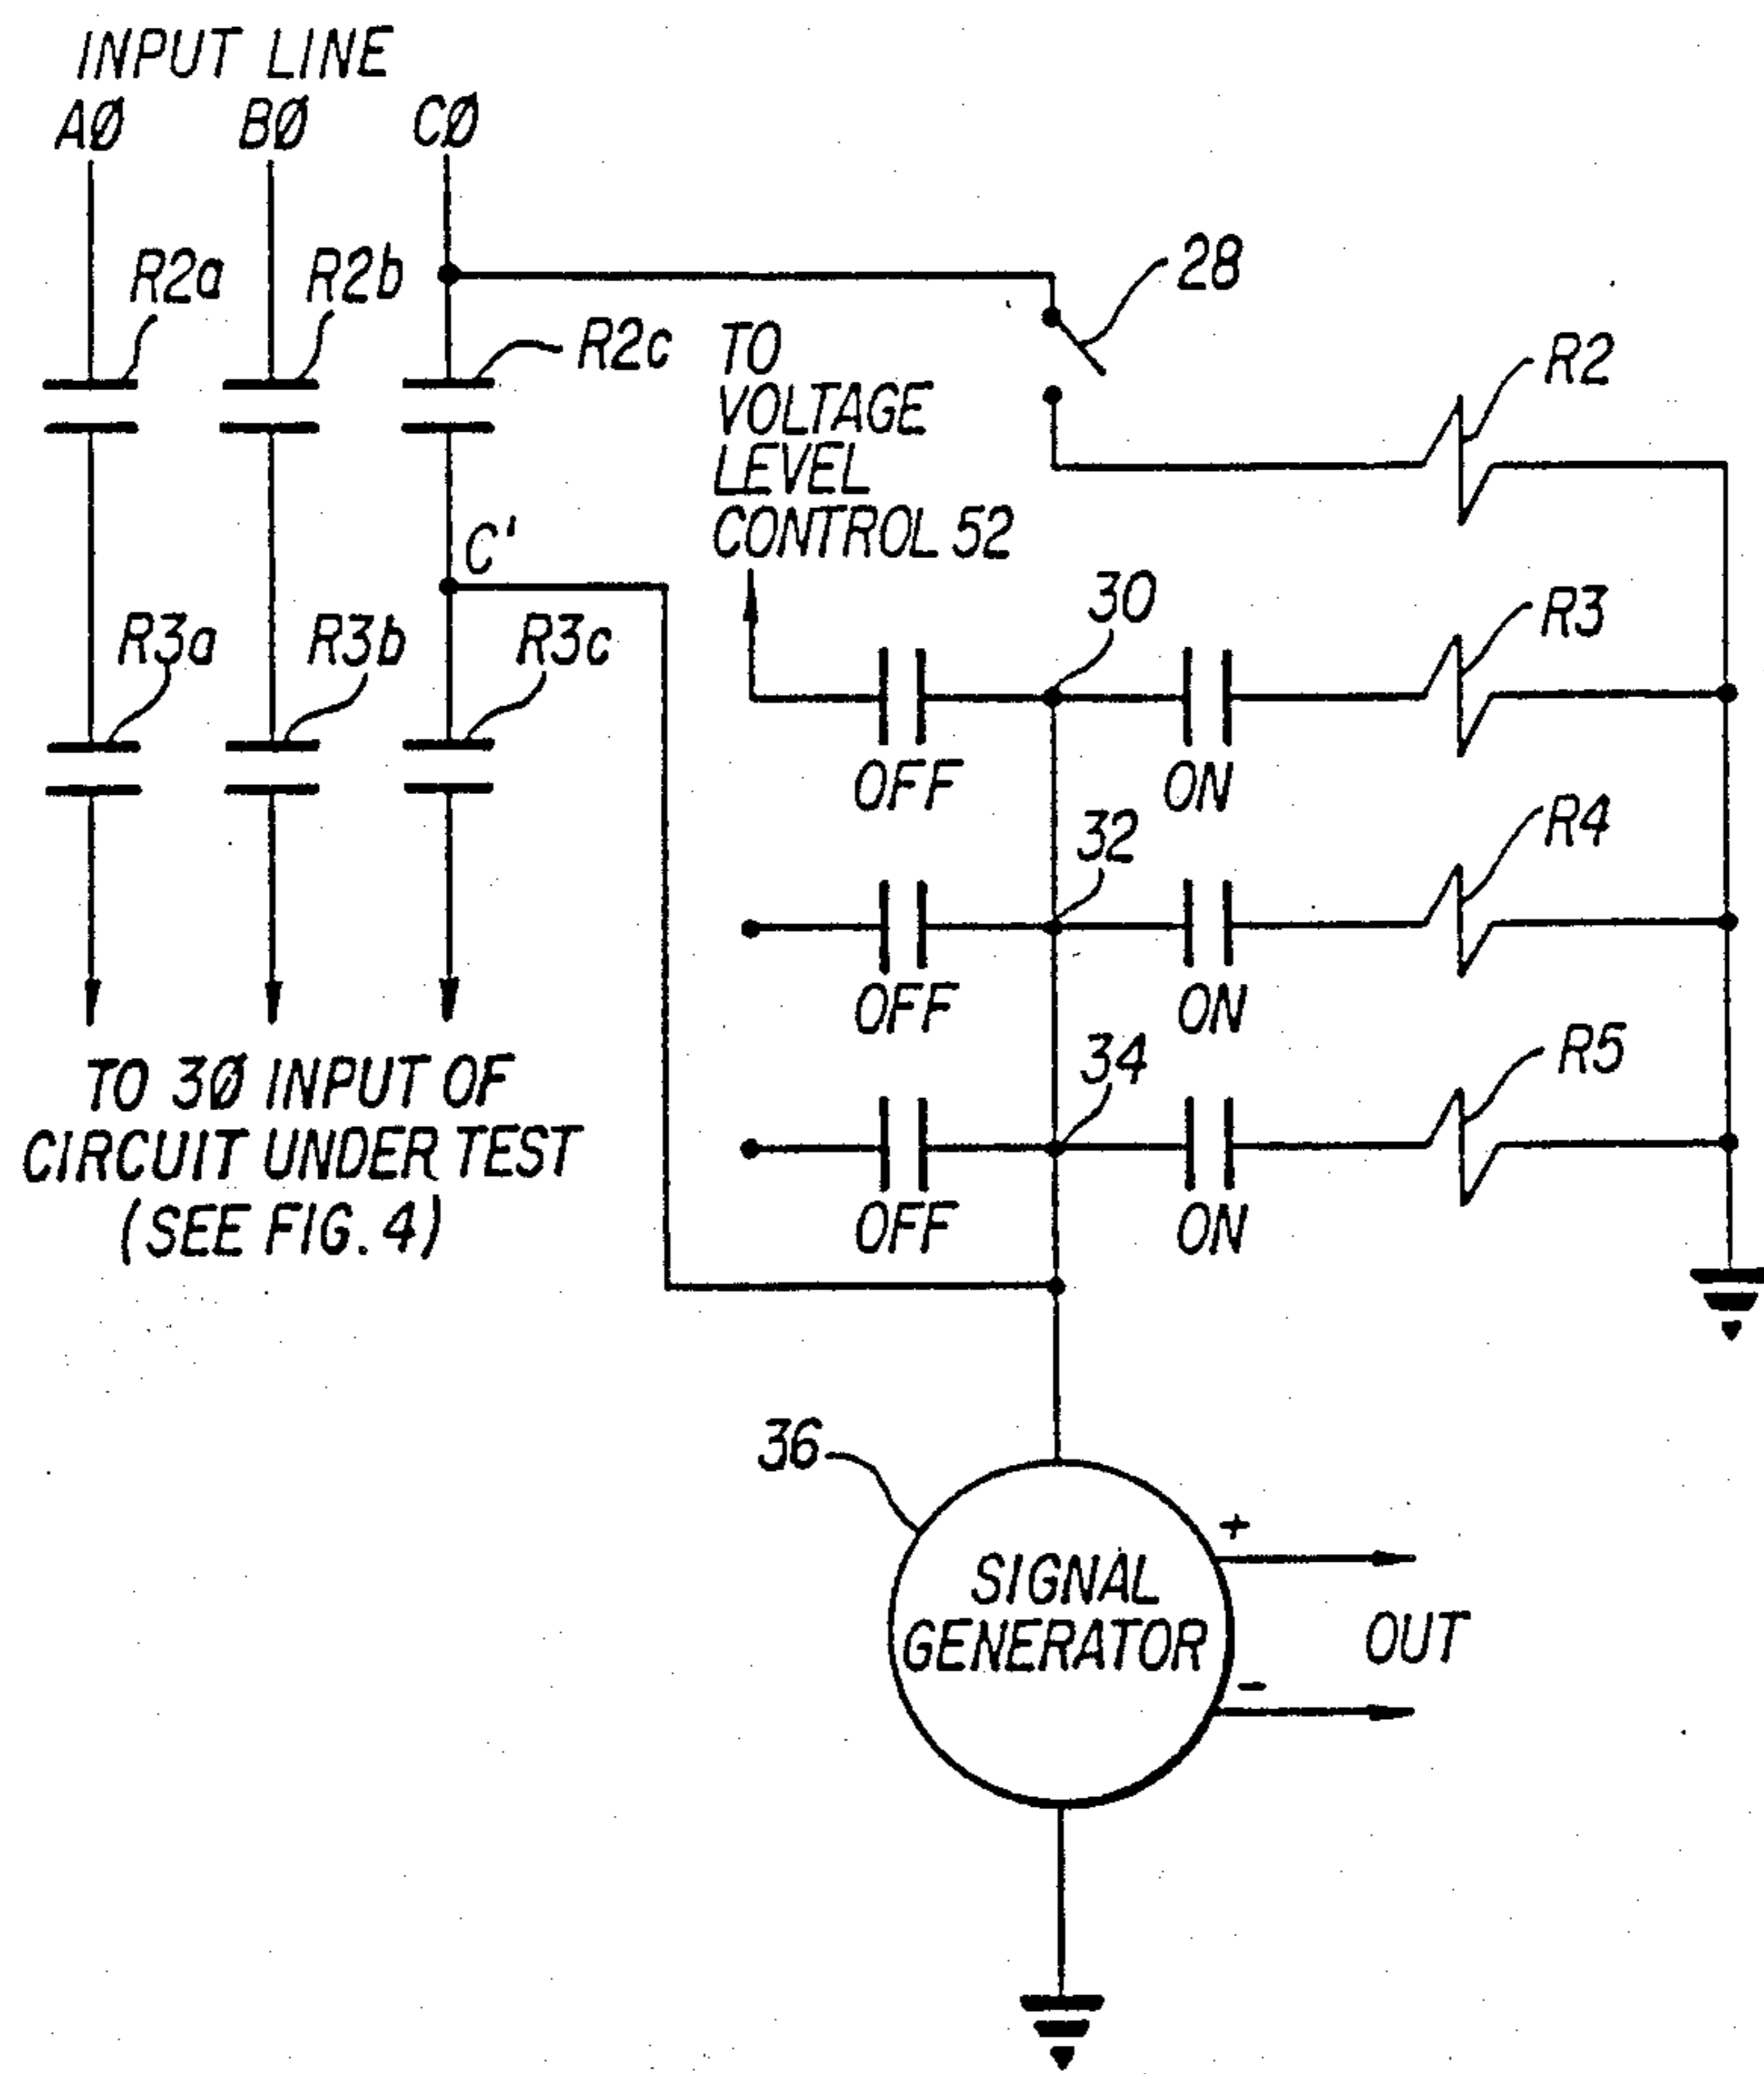 INPUT LINE
AØ BØ CØ
R2a R2b R2c
28
TO
VOLTAGE
LEVEL
CONTROL 52
R2
C'
R3a R3b R3c
30
R3
OFF ON
32
R4
OFF ON
34
R5
OFF ON
TO 3Ø INPUT OF
CIRCUIT UNDER TEST
(SEE FIG. 4)
36
SIGNAL
GENERATOR
+
OUT
-